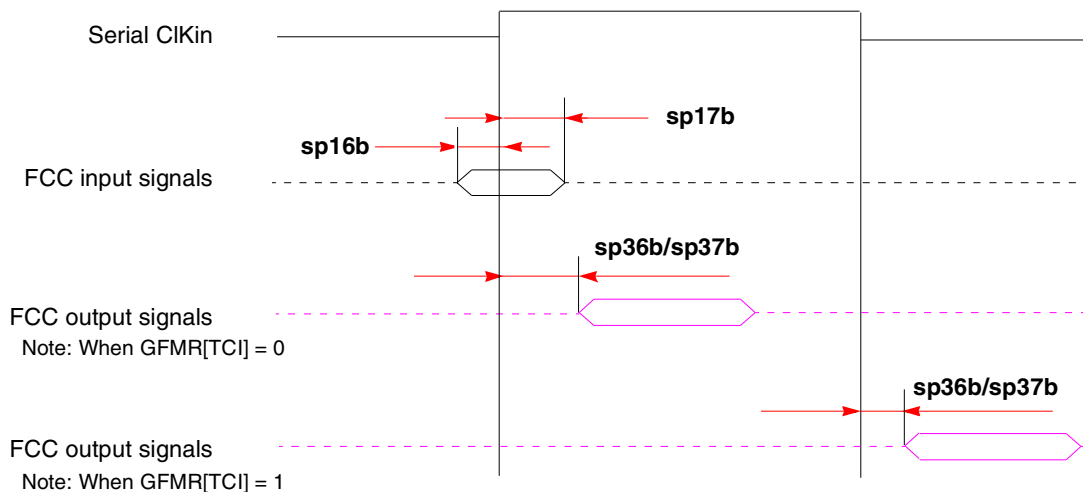 Serial ClKin
sp17b
sp16b
FCC input signals
sp36b/sp37b
FCC output signals
Note: When GFMR[TCI] = 0
sp36b/sp37b
FCC output signals
Note: When GFMR[TCI] = 1